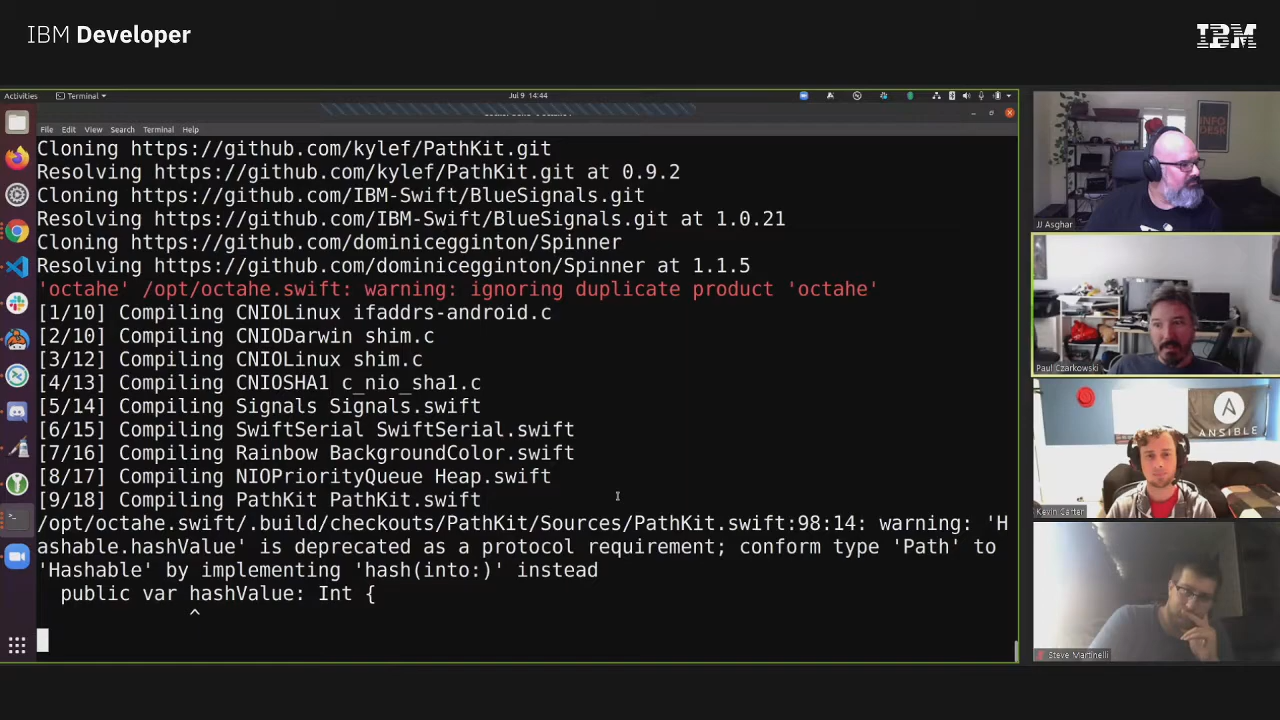 IBM Developer
IBM
Activities
Terminal
Jul 9 14:44
File Edit View Search Terminal Help
Cloning https://github.com/kylef/PathKit.git
Resolving https://github.com/kylef/PathKit.git at 0.9.2
Cloning https://github.com/IBM-Swift/BlueSignals.git
Resolving https://github.com/IBM-Swift/BlueSignals.git at 1.0.21
Cloning https://github.com/dominicegginton/Spinner
Resolving https://github.com/dominicegginton/Spinner at 1.1.5
'octahe' /opt/octahe.swift: warning: ignoring duplicate product 'octahe'
[1/10] Compiling CNIOLinux ifaddrs-android.c
[2/10] Compiling CNIODarwin shim.c
[3/12] Compiling CNIOLinux shim.c
[4/13] Compiling CNIOSHA1 c_nio_sha1.c
[5/14] Compiling Signals Signals.swift
[6/15] Compiling SwiftSerial SwiftSerial.swift
[7/16] Compiling Rainbow BackgroundColor.swift
[8/17] Compiling NIOPriorityQueue Heap.swift
[9/18] Compiling PathKit PathKit.swift
/opt/octahe.swift/.build/checkouts/PathKit/Sources/PathKit.swift:98:14: warning: 'H
ashable.hashValue' is deprecated as a protocol requirement; conform type 'Path' to
'Hashable' by implementing 'hash(into:)' instead
public var hashValue: Int {
^
INFO
DESK
JJ Asghar
Paul Czarkowski
ANSIBLE
Kevin Carter
Steve Martinelli